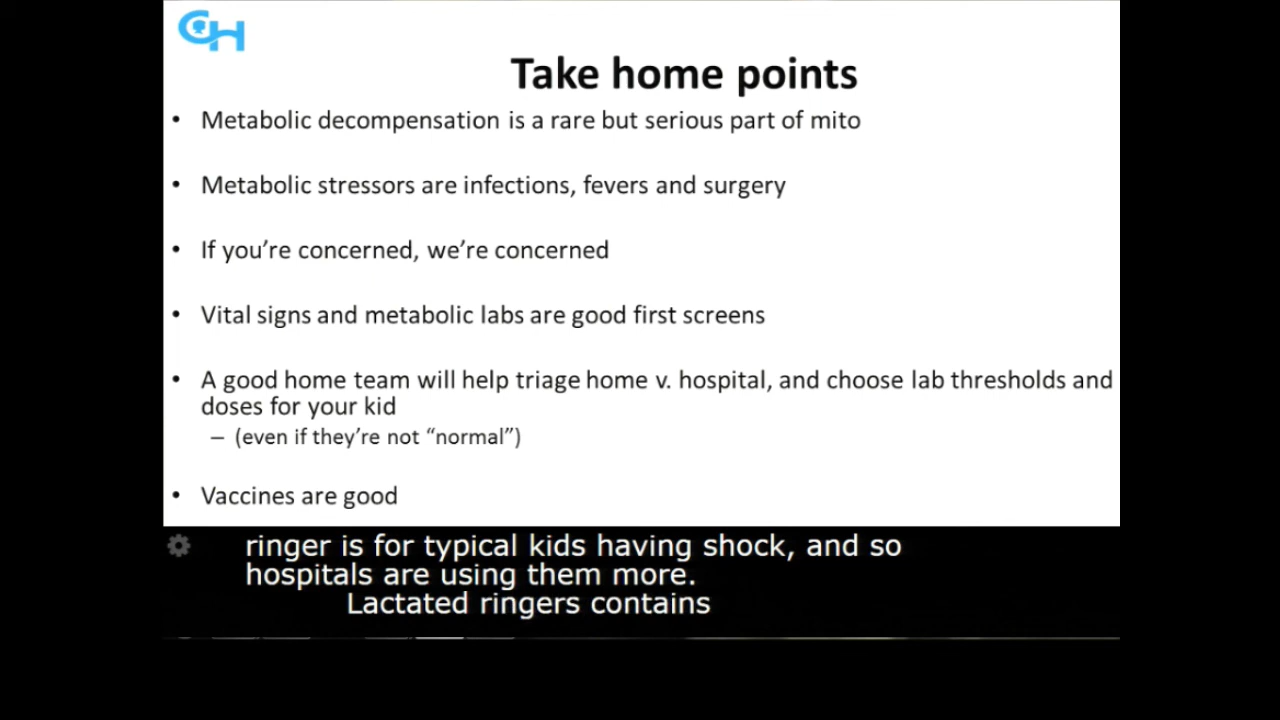 CH
Take home points
• Metabolic decompensation is a rare but serious part of mito
• Metabolic stressors are infections, fevers and surgery
• If you’re concerned, we’re concerned
• Vital signs and metabolic labs are good first screens
• A good home team will help triage home v. hospital, and choose lab thresholds and
doses for your kid
– (even if they’re not “normal”)
• Vaccines are good
ringer is for typical kids having shock, and so
hospitals are using them more.
Lactated ringers contains